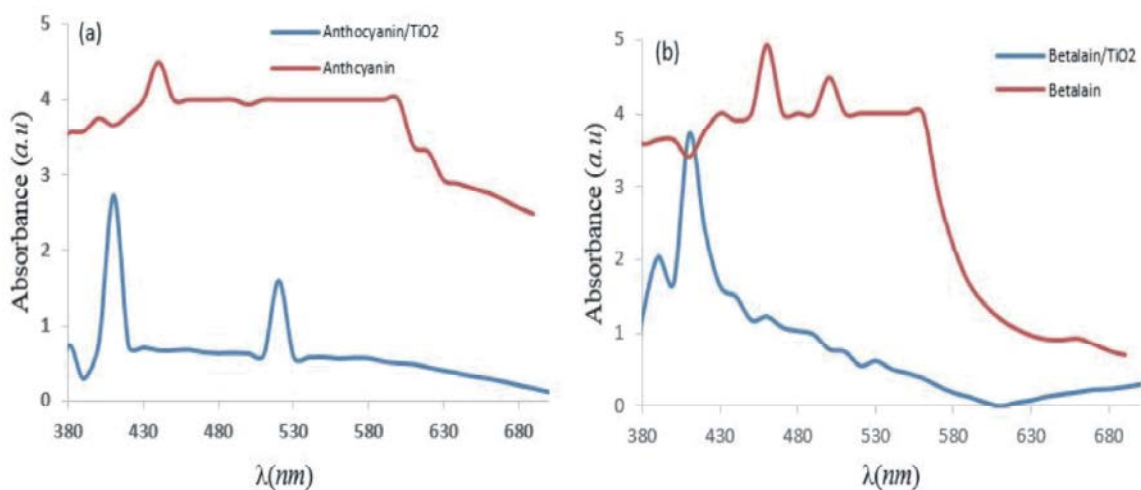 (a)
Anthocyanin/TiO2
Anthcyanin
5
4
3
2
1
0
Absorbance (a.u)
380 430 480 530 580 630 680
λ(nm)
(b)
Betalain/TiO2
Betalain
5
4
3
2
1
0
Absorbance (a.u)
380 430 480 530 580 630 680
λ(nm)